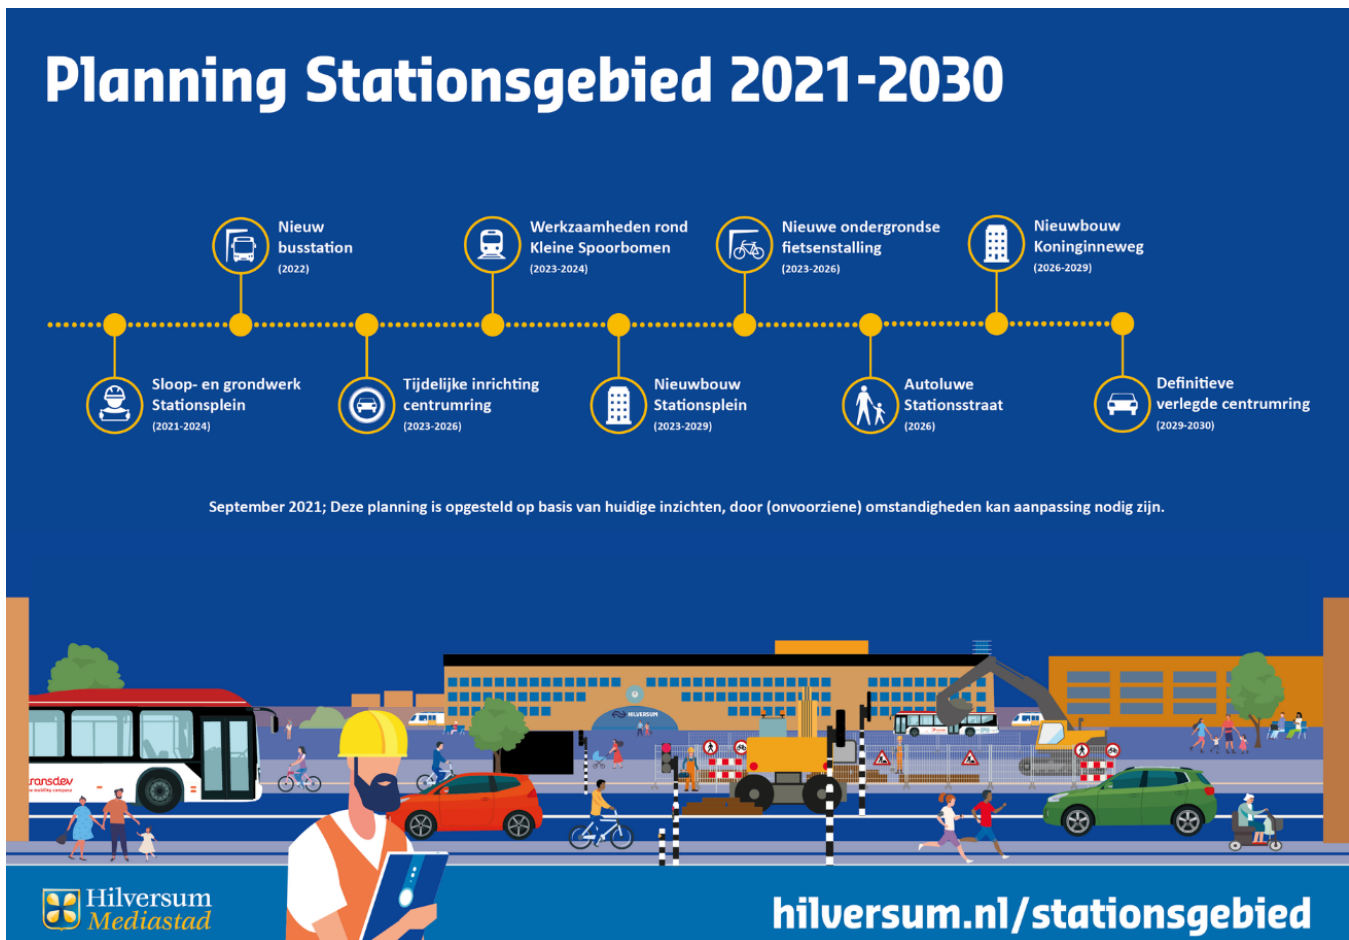 Planning Stationsgebied 2021-2030
Nieuw
busstation
(2022)
Werkzaamheden rond
Kleine Spoorbomen
(2023-2024)
Nieuwe ondergrondse
fietsenstalling
(2023-2026)
Nieuwbouw
Koninginneweg
(2026-2029)
Sloop- en grondwerk
Stationsplein
(2021-2024)
Tijdelijke inrichting
centrumring
(2023-2026)
Nieuwbouw
Stationsplein
(2023-2029)
Autoluwe
Stationsstraat
(2026)
Definitieve
verlegde centrumring
(2029-2030)
September 2021; Deze planning is opgesteld op basis van huidige inzichten, door (onvoorziene) omstandigheden kan aanpassing nodig zijn.
HILVERSUM
transdev
Hilversum
Mediastad
hilversum.nl/stationsgebied